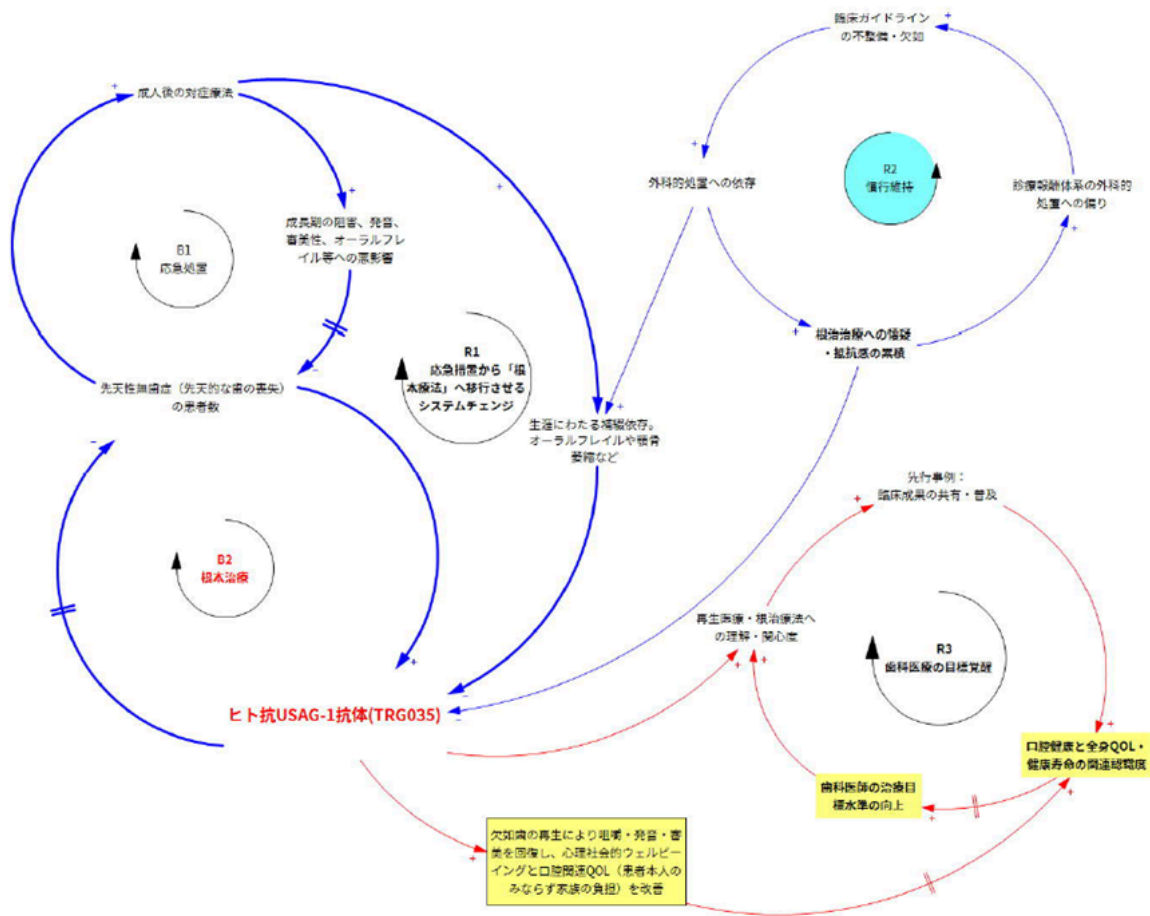 臨床ガイドライン
の不整備・欠如
成人後の対症療法
R2
慣行維持
外科的処置への依存
診療報酬体系の外科的
処置への偏り
成長期の阻害、発音、
審美性、オーラルフレ
イル等への悪影響
B1
応急処置
根治治療への懐疑
・抵抗感の累積
R1
応急措置から「根
本療法」へ移行させる
システムチェンジ
先天性無歯症（先天的な歯の喪失）
の患者数
生涯にわたる補綴依存。
オーラルフレイルや顎骨
萎縮など
先行事例：
臨床成果の共有・普及
B2
根本治療
再生医療・根治療法へ
の理解・関心度
R3
歯科医療の目標覚醒
ヒト抗USAG-1抗体(TRG035)
口腔健康と全身QOL・
健康寿命の関連認識度
歯科医師の治療目
標水準の向上
欠如歯の再生により咀嚼・発音・審
美を回復し、心理社会的ウェルビー
イングと口腔関連QOL（患者本人の
みならず家族の負担）を改善